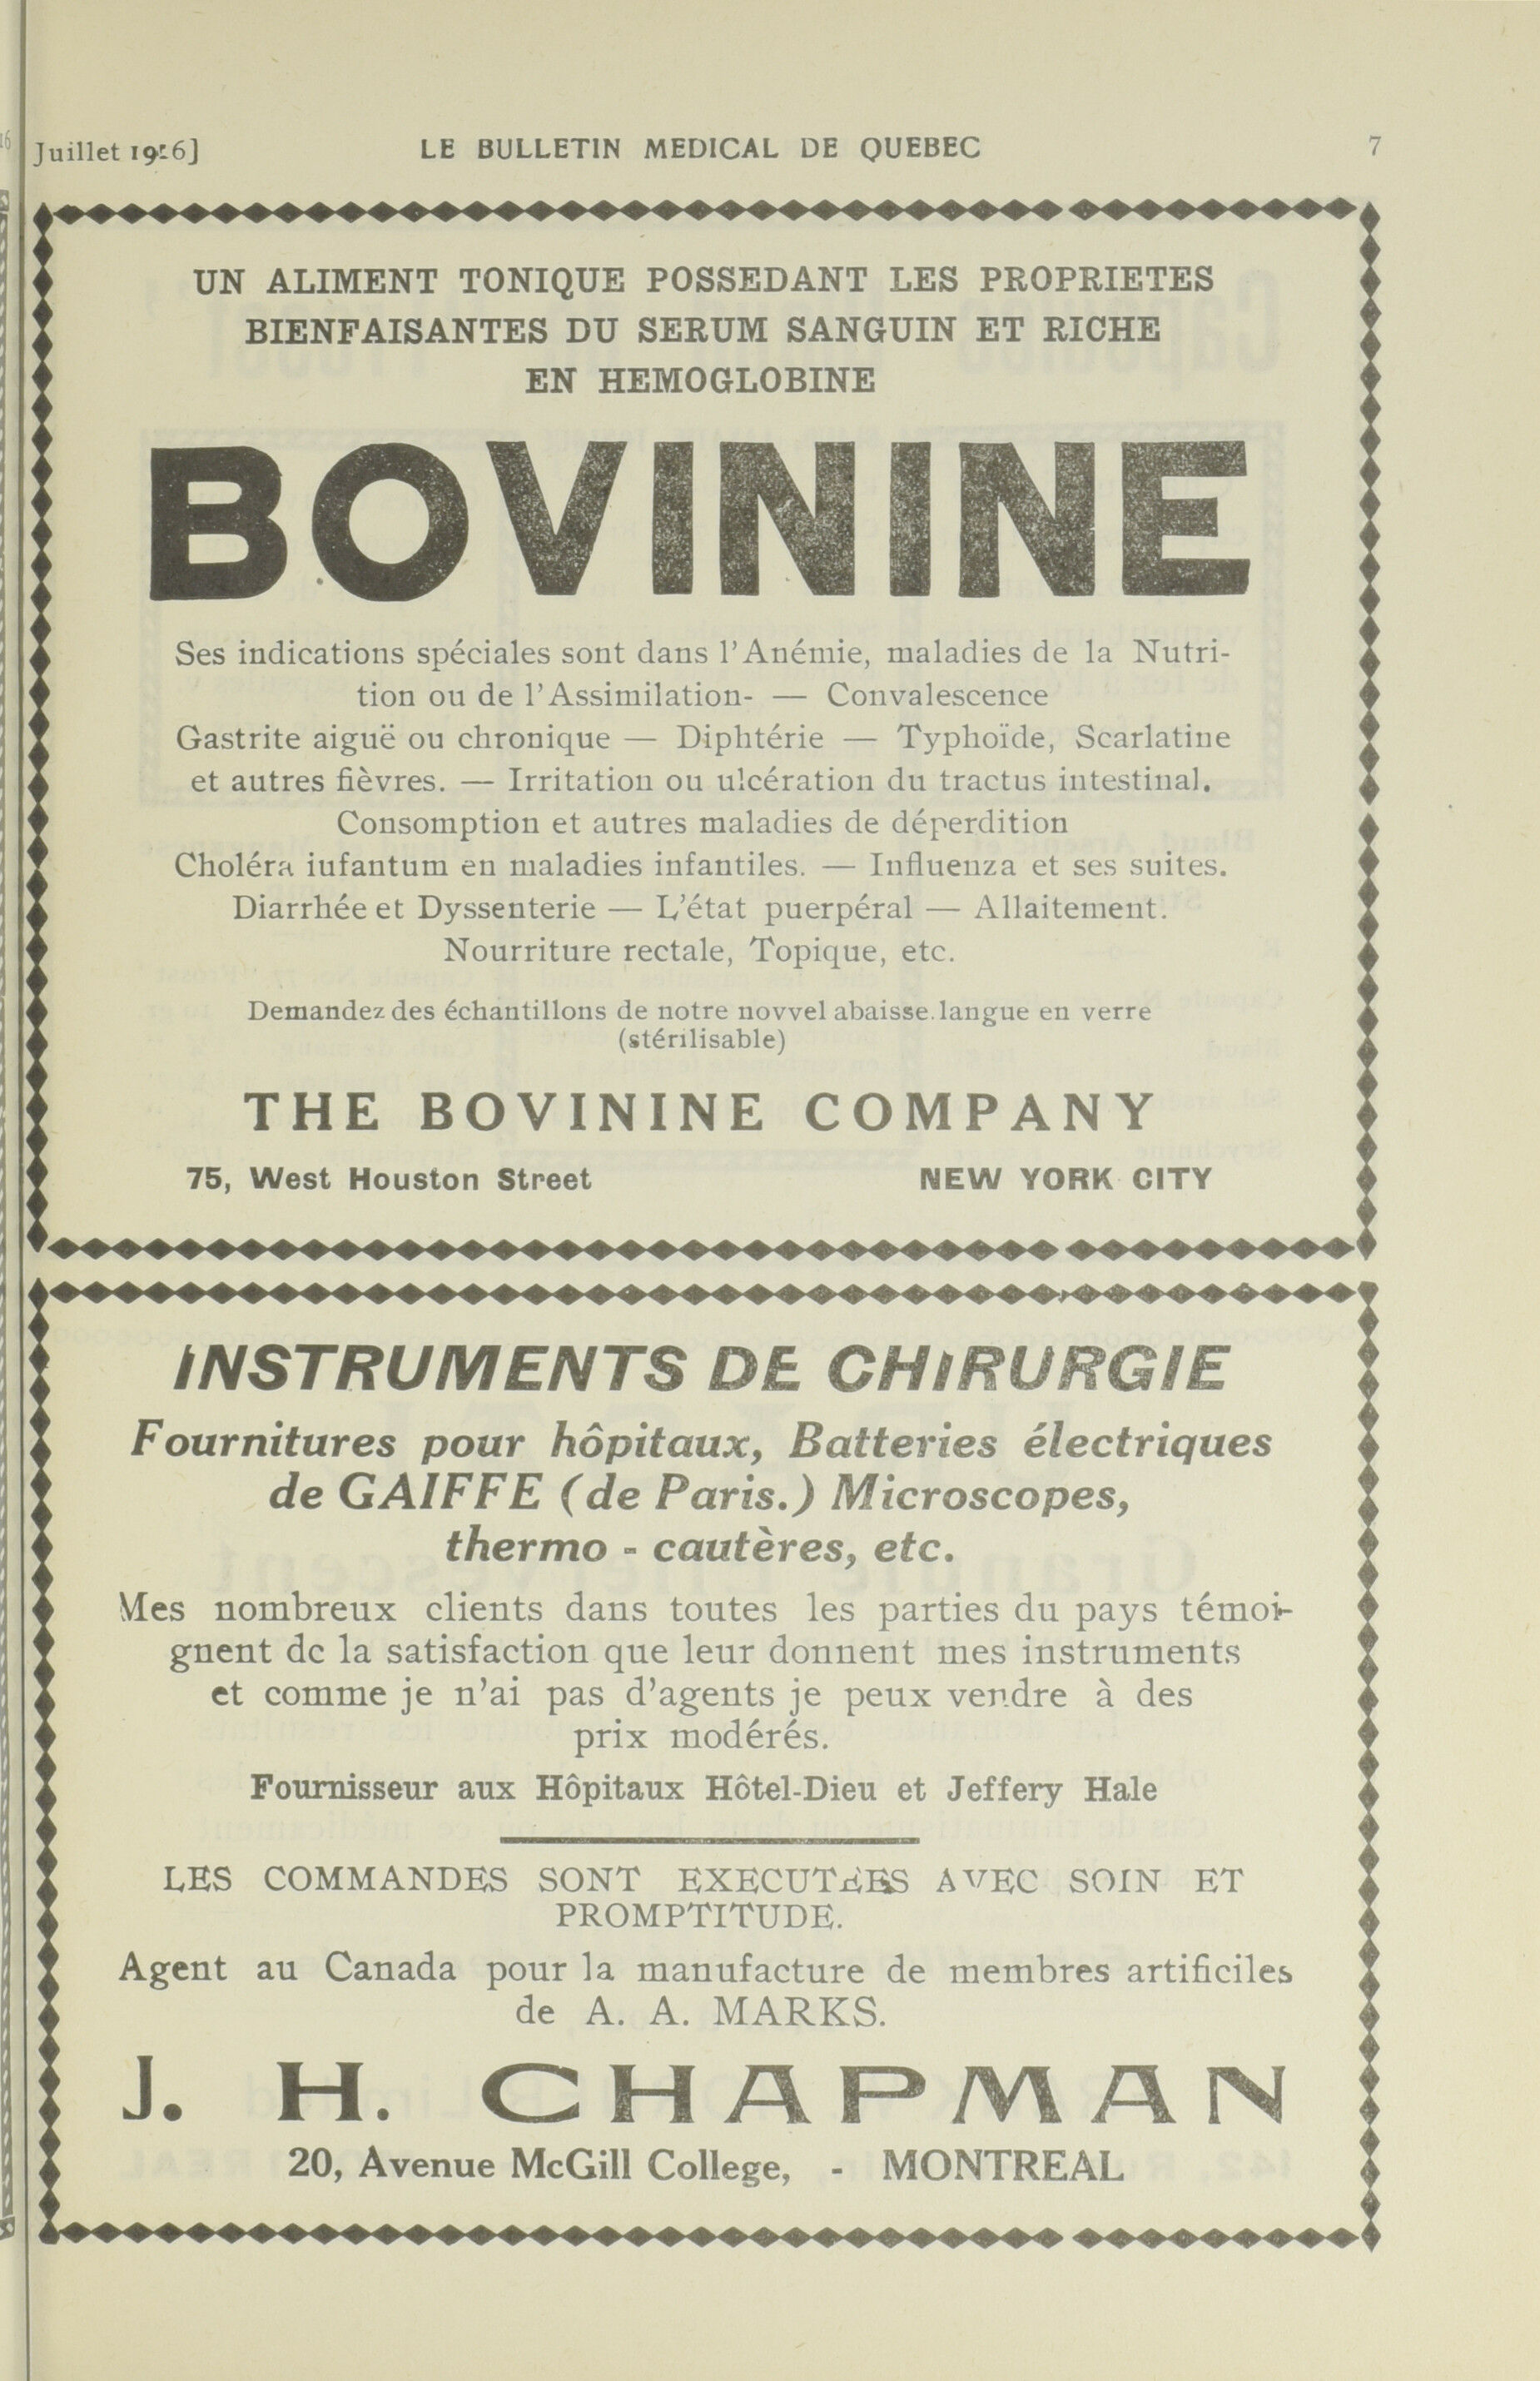 Juillet 1916] LE BULLETIN MEDICAL DE QUEBEC 7
UN ALIMENT TONIQUE POSSEDANT LES PROPRIETES
BIENFAISANTES DU SERUM SANGUIN ET RICHE
EN HEMOGLOBINE
BOVININE
Ses indications spéciales sont dans l'Anémie, maladies de la Nutri-
tion ou de l'Assimilation- — Convalescence
Gastrite aiguë ou chronique — Diphtérie — Typhoïde, Scarlatine
et autres fièvres. — Irritation ou ulcération du tractus intestinal.
Consomption et autres maladies de déperdition
Choléra iufantum en maladies infantiles. — Influenza et ses suites.
Diarrhée et Dyssenterie — L'état puerpéral — Allaitement.
Nourriture rectale, Topique, etc.
Demandez des échantillons de notre novvel abaisse.langue en verre
(stérilisable)
THE BOVININE COMPANY
75, West Houston Street NEW YORK CITY
INSTRUMENTS DE CHIRURGIE
Fournitures pour hôpitaux, Batteries électriques
de GAIFFE (de Paris.) Microscopes,
thermo - cautères, etc.
Mes nombreux clients dans toutes les parties du pays témoi-
gnent dc la satisfaction que leur donnent mes instruments
et comme je n'ai pas d'agents je peux vendre à des
prix modérés.
Fournisseur aux Hôpitaux Hôtel-Dieu et Jeffery Hale
LES COMMANDES SONT EXECUTÉES AVEC SOIN ET
PROMPTITUDE.
Agent au Canada pour la manufacture de membres artificiles
de A. A. MARKS.
J. H. CHAPMAN
20, Avenue McGill College, - MONTREAL